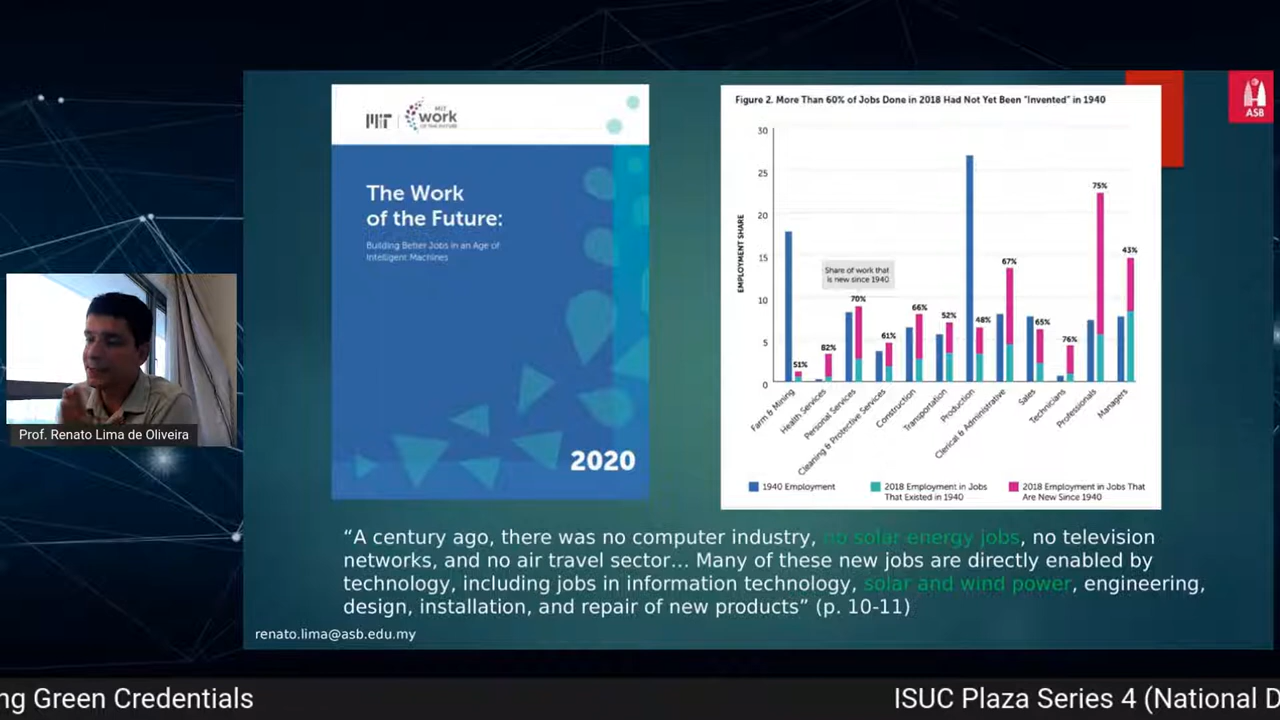 MIT
MIT
work
OF THE FUTURE
The Work
of the Future:
Building Better Jobs in an Age of
Intelligent Machines
2020
Figure 2. More Than 60% of Jobs Done in 2018 Had Not Yet Been "Invented" in 1940
EMPLOYMENT SHARE
30
25
20
15
10
5
0
Share of work that
is new since 1940
51%
82%
70%
61%
66%
52%
48%
67%
65%
76%
75%
43%
Farm & Mining
Health Services
Personal Services
Cleaning & Protective Services
Construction
Transportation
Production
Clerical & Administrative
Sales
Technicians
Professionals
Managers
1940 Employment
2018 Employment in Jobs
That Existed in 1940
2018 Employment in Jobs That
Are New Since 1940
ASB
“A century ago, there was no computer industry, no solar energy jobs, no television
networks, and no air travel sector... Many of these new jobs are directly enabled by
technology, including jobs in information technology, solar and wind power, engineering,
design, installation, and repair of new products” (p. 10-11)
renato.lima@asb.edu.my
Prof. Renato Lima de Oliveira
ng Green Credentials
ISUC Plaza Series 4 (National D